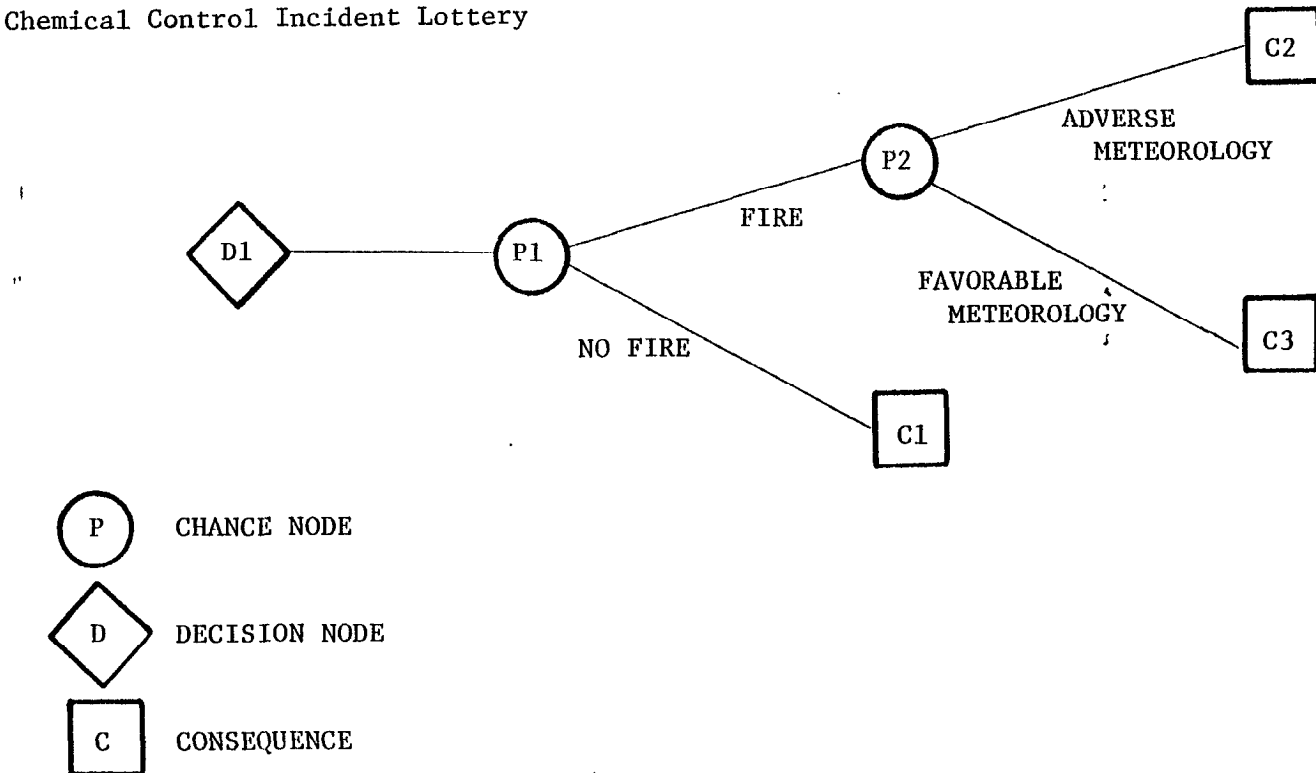 Chemical Control Incident Lottery
C2
ADVERSE
METEOROLOGY
P2
FIRE
D1
P1
FAVORABLE
METEOROLOGY
NO FIRE
C3
C1
P CHANCE NODE
D DECISION NODE
C CONSEQUENCE